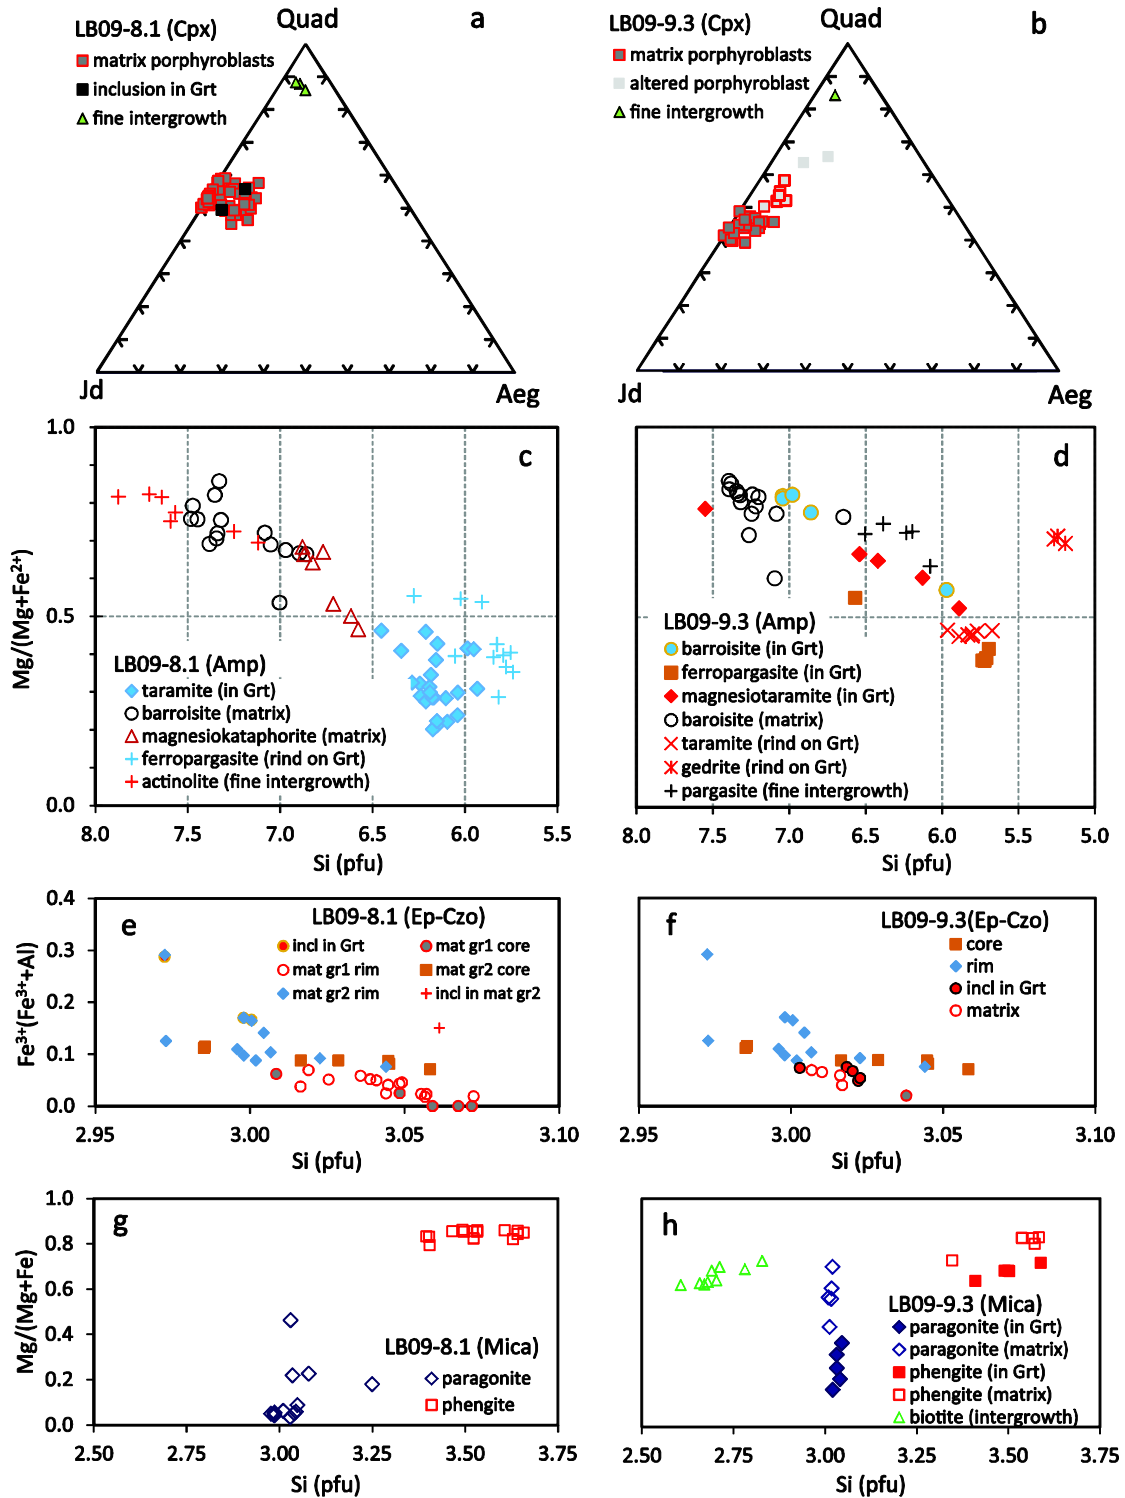 Quad
a
LB09-8.1 (Cpx)
matrix porphyroblasts
inclusion in Grt
fine intergrowth
Jd
Aeg
Quad
b
LB09-9.3 (Cpx)
matrix porphyroblasts
altered porphyroblast
fine intergrowth
Jd
Aeg
1.0
0.5
0.0
Mg/(Mg+Fe²⁺)
c
LB09-8.1 (Amp)
taramite (in Grt)
barroisite (matrix)
magnesiokataphorite (matrix)
ferropargasite (rind on Grt)
actinolite (fine intergrowth)
8.0 7.5 7.0 6.5 6.0 5.5
Si (pfu)
d
LB09-9.3 (Amp)
barroisite (in Grt)
ferropargasite (in Grt)
magnesiotaramite (in Grt)
baroisite (matrix)
taramite (rind on Grt)
gedrite (rind on Grt)
pargasite (fine intergrowth)
8.0 7.5 7.0 6.5 6.0 5.5 5.0
Si (pfu)
0.4
0.3
0.2
0.1
0.0
Fe³⁺(Fe³⁺+Al)
e
LB09-8.1 (Ep-Czo)
incl in Grt mat gr1 core
mat gr1 rim mat gr2 core
mat gr2 rim incl in mat gr2
2.95 3.00 3.05 3.10
Si (pfu)
f
LB09-9.3(Ep-Czo)
core
rim
incl in Grt
matrix
2.95 3.00 3.05 3.10
Si (pfu)
1.0
0.8
0.6
0.4
0.2
0.0
Mg/(Mg+Fe)
g
LB09-8.1 (Mica)
paragonite
phengite
2.50 2.75 3.00 3.25 3.50 3.75
Si (pfu)
h
LB09-9.3 (Mica)
paragonite (in Grt)
paragonite (matrix)
phengite (in Grt)
phengite (matrix)
biotite (intergrowth)
2.50 2.75 3.00 3.25 3.50 3.75
Si (pfu)